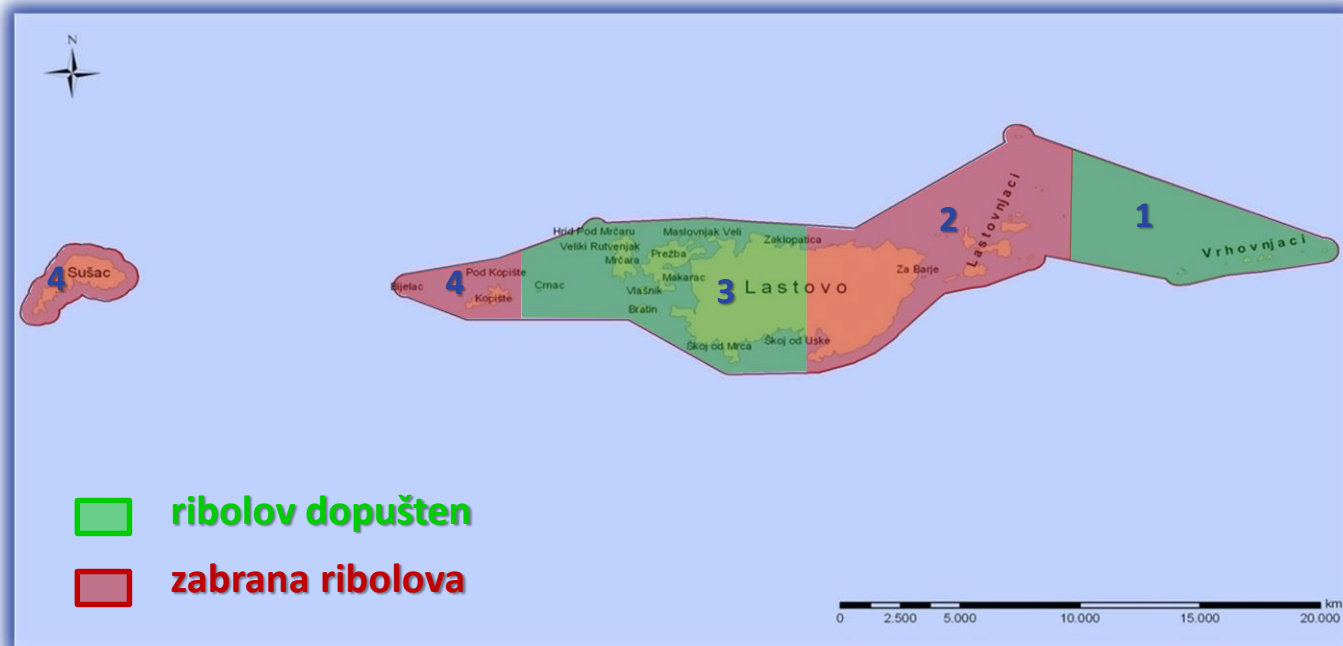 N
Lastovnjaci
2
1
Vrhovnjaci
Hrid Pod Mrčaru
Maslovnjak Veli
Zaklopatica
Veliki Rutvenjak
Prežba
Mrčara
4
Sušac
Za Barje
Pod Kopište
4
Makarac
Bijelac
Crnac
Vlašnik
3
Lastovo
Kopište
Bratin
Škoj od Mrca
Škoj od Uske
ribolov dopušten
zabrana ribolova
km
0 2.500 5.000 10.000 15.000 20.000